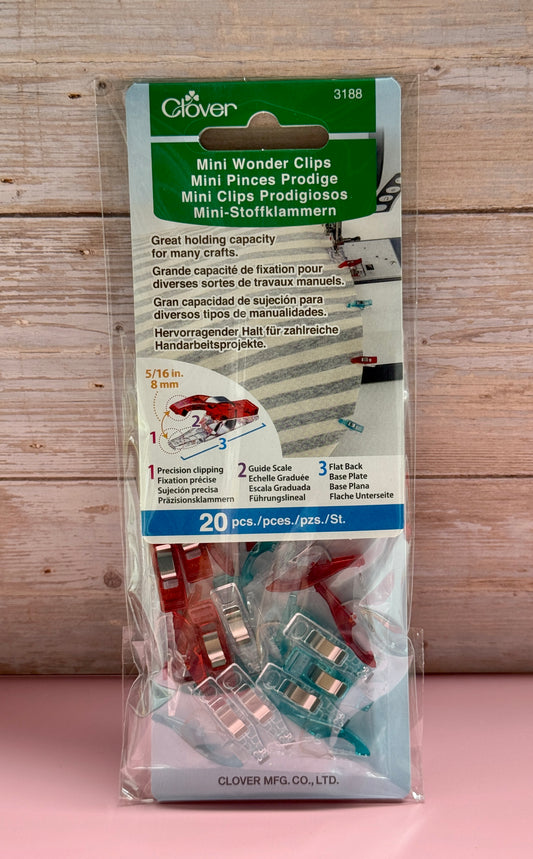 Clover
3188
Mini Wonder Clips
Mini Pinces Prodige
Mini Clips Prodigiosos
Mini-Stoffklammern
Great holding capacity
for many crafts.
Grande capacité de fixation pour
diverses sortes de travaux manuels.
Gran capacidad de sujeción para
diversos tipos de manualidades.
Hervorragender Halt für zahlreiche
Handarbeitsprojekte.
5/16 in.
8 mm
1
2
3
1 Precision clipping
Fixation précise
Sujeción precisa
Präzisionsklammern
2 Guide Scale
Echelle Graduée
Escala Graduada
Führungslineal
3 Flat Back
Base Plate
Base Plana
Flache Unterseite
20 pcs./pces./pzs./St.
CLOVER MFG. CO., LTD.